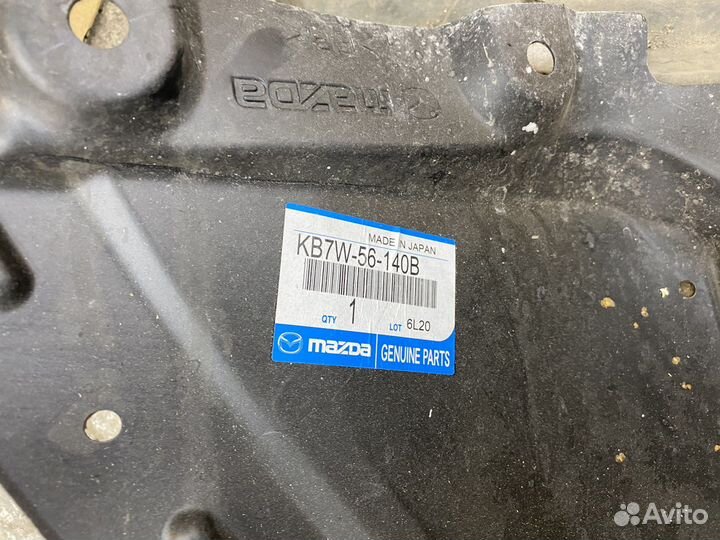 mazda
MADE IN JAPAN
KB7W-56-140B
QTY 1 LOT 6L20
mazda GENUINE PARTS
Avito